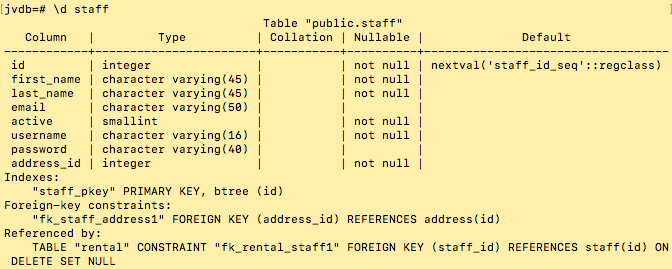 [jvdb=# \d staff ]
                                 Table "public.staff"
   Column   |         Type          | Collation | Nullable |              Default
------------+-----------------------+-----------+----------+-----------------------------------
 id         | integer               |           | not null | nextval('staff_id_seq'::regclass)
 first_name | character varying(45) |           | not null |
 last_name  | character varying(45) |           | not null |
 email      | character varying(50) |           |          |
 active     | smallint              |           | not null |
 username   | character varying(16) |           | not null |
 password   | character varying(40) |           |          |
 address_id | integer               |           | not null |
Indexes:
    "staff_pkey" PRIMARY KEY, btree (id)
Foreign-key constraints:
    "fk_staff_address1" FOREIGN KEY (address_id) REFERENCES address(id)
Referenced by:
    TABLE "rental" CONSTRAINT "fk_rental_staff1" FOREIGN KEY (staff_id) REFERENCES staff(id) ON
 DELETE SET NULL